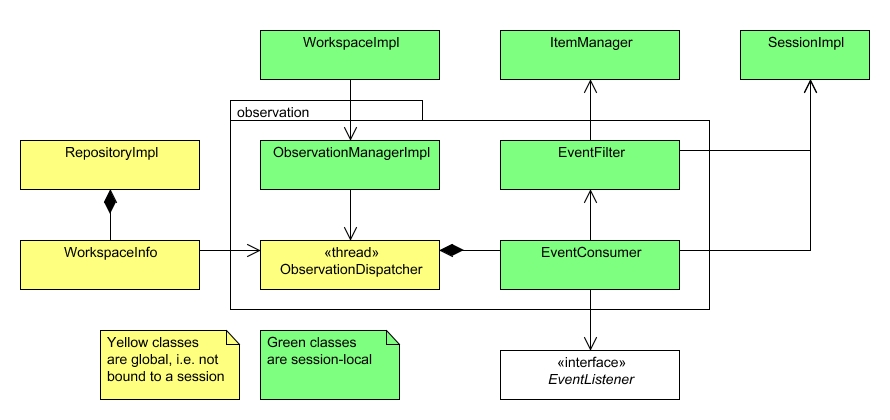 WorkspaceImpl
ItemManager
SessionImpl
observation
RepositoryImpl
ObservationManagerImpl
EventFilter
WorkspaceInfo
«thread»
ObservationDispatcher
EventConsumer
Yellow classes
are global, i.e. not
bound to a session
Green classes
are session-local
«interface»
EventListener